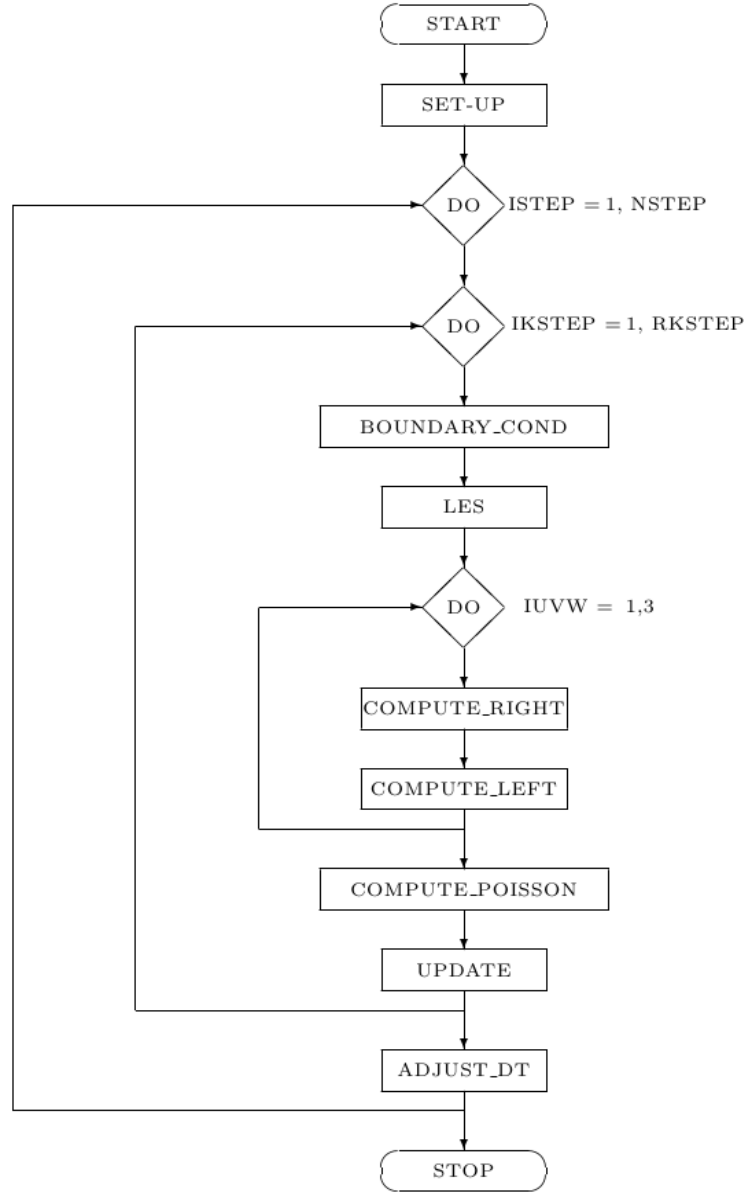 START
SET-UP
DO ISTEP = 1, NSTEP
DO IKSTEP = 1, RKSTEP
BOUNDARY_COND
LES
DO IUVW = 1,3
COMPUTE_RIGHT
COMPUTE_LEFT
COMPUTE_POISSON
UPDATE
ADJUST_DT
STOP